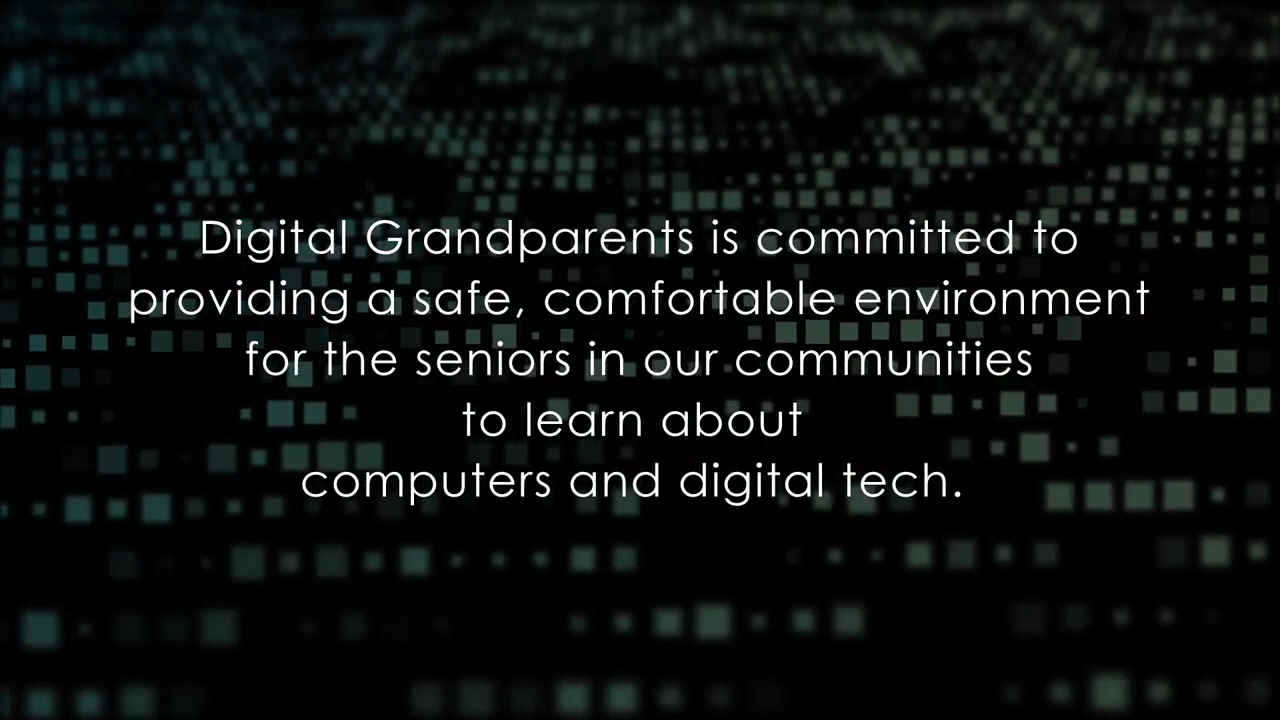 Digital Grandparents is committed to
providing a safe, comfortable environment
for the seniors in our communities
to learn about
computers and digital tech.